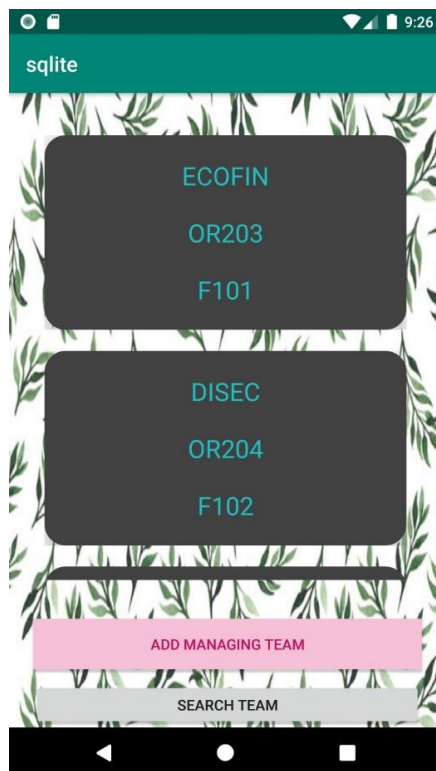 9:26
sqlite
ECOFIN
OR203
F101
DISEC
OR204
F102
ADD MANAGING TEAM
SEARCH TEAM